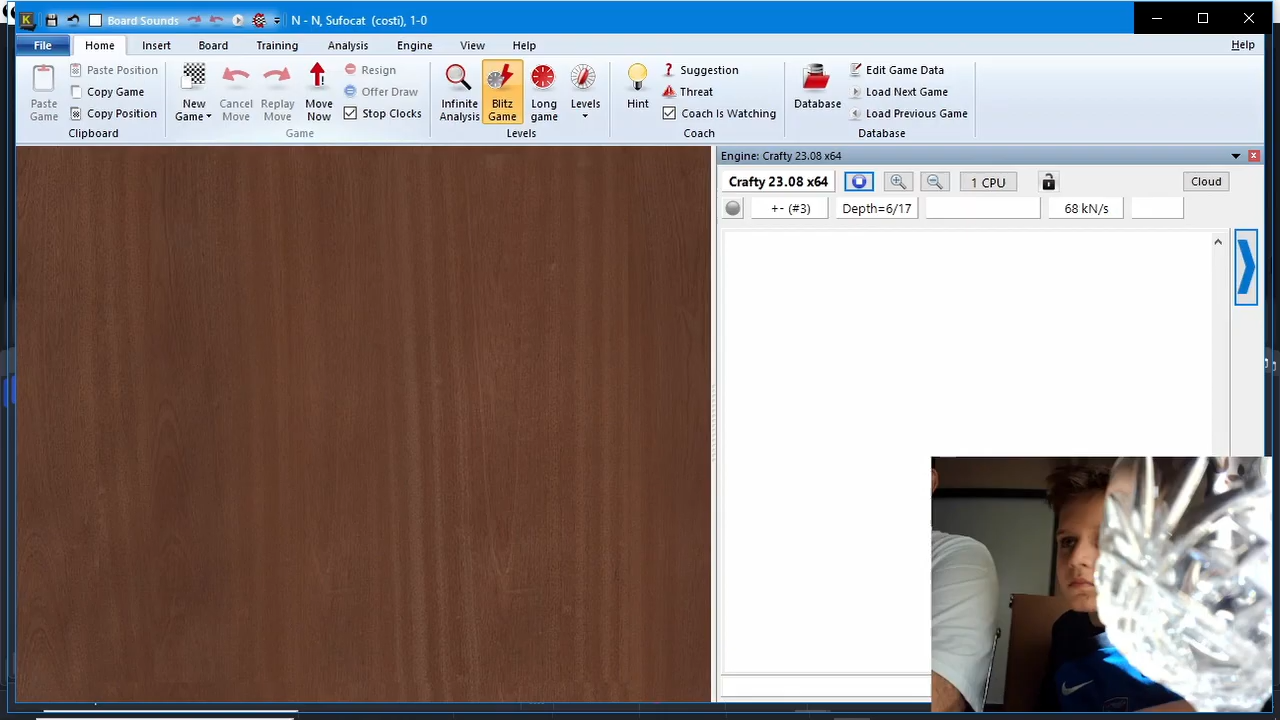 K Board Sounds N - N, Sufocat (costi), 1-0
File Home Insert Board Training Analysis Engine View Help Help
Paste Game Paste Position Copy Game Copy Position
New Game Cancel Move Replay Move Move Now Resign Offer Draw Stop Clocks
Infinite Analysis Blitz Game Long game Levels
Hint Suggestion Threat Coach Is Watching
Database Edit Game Data Load Next Game Load Previous Game
Clipboard Game Levels Coach Database
Engine: Crafty 23.08 x64
Crafty 23.08 x64 1 CPU Cloud
+- (#3) Depth=6/17 68 kN/s